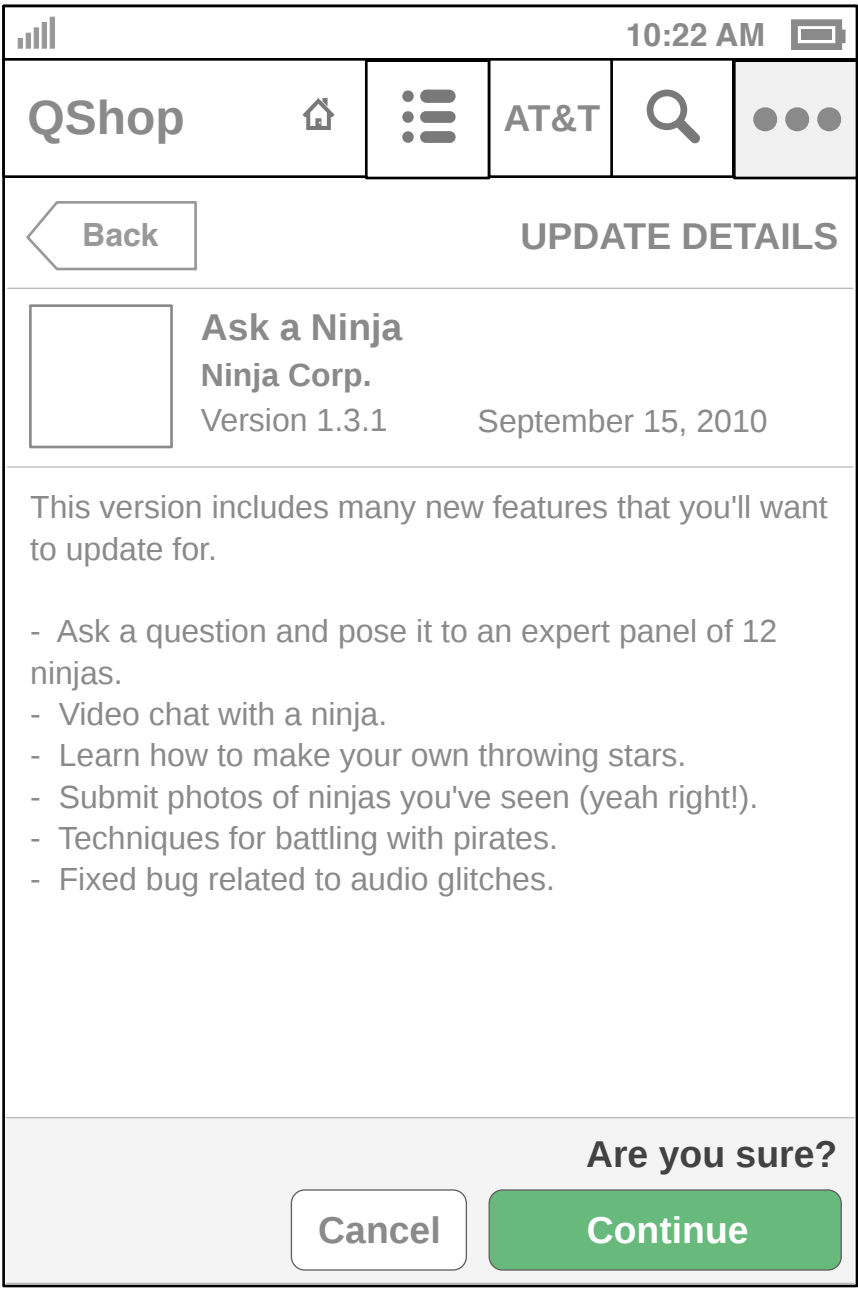 10:22 AM
QShop
AT&T
Back
UPDATE DETAILS
Ask a Ninja
Ninja Corp.
Version 1.3.1 September 15, 2010
This version includes many new features that you'll want
to update for.
- Ask a question and pose it to an expert panel of 12
ninjas.
- Video chat with a ninja.
- Learn how to make your own throwing stars.
- Submit photos of ninjas you've seen (yeah right!).
- Techniques for battling with pirates.
- Fixed bug related to audio glitches.
Are you sure?
Cancel
Continue